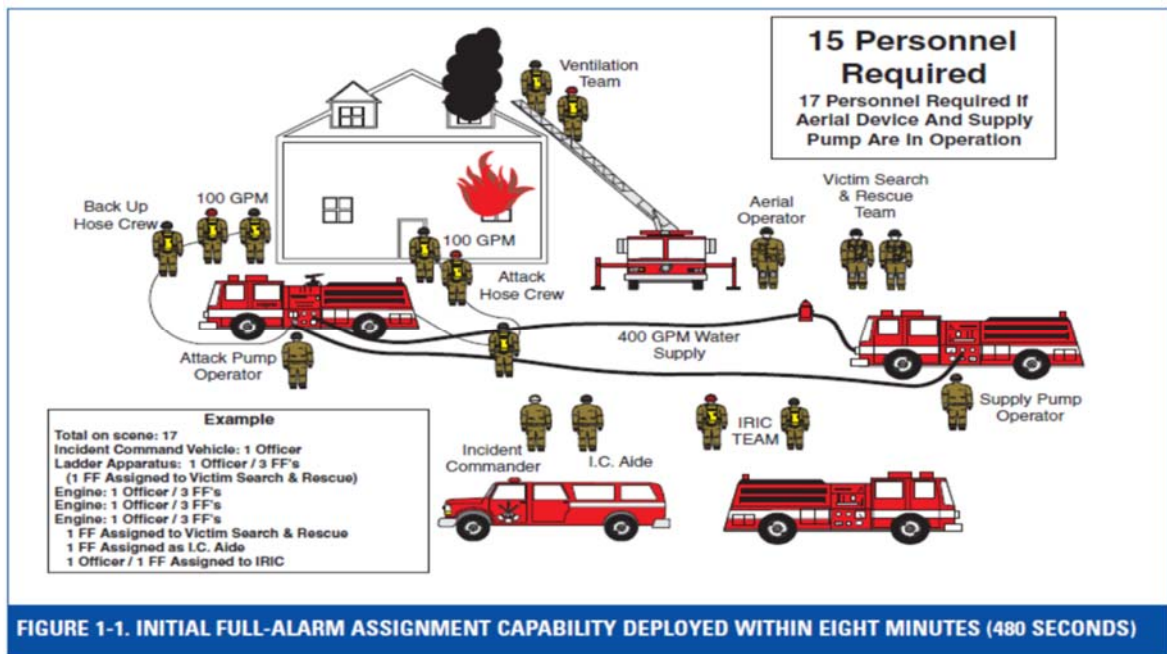 15 Personnel
Required
17 Personnel Required If
Aerial Device And Supply
Pump Are In Operation
Ventilation
Team
Back Up
Hose Crew
100 GPM
100 GPM
Attack
Hose Crew
Aerial
Operator
Victim Search
& Rescue
Team
Attack Pump
Operator
400 GPM Water
Supply
Supply Pump
Operator
Incident
Commander
I.C. Aide
IRIC
TEAM
Example
Total on scene: 17
Incident Command Vehicle: 1 Officer
Ladder Apparatus: 1 Officer / 3 FF's
(1 FF Assigned to Victim Search & Rescue)
Engine: 1 Officer / 3 FF's
Engine: 1 Officer / 3 FF's
Engine: 1 Officer / 3 FF's
1 FF Assigned to Victim Search & Rescue
1 FF Assigned as I.C. Aide
1 Officer / 1 FF Assigned to IRIC
FIGURE 1-1. INITIAL FULL-ALARM ASSIGNMENT CAPABILITY DEPLOYED WITHIN EIGHT MINUTES (480 SECONDS)